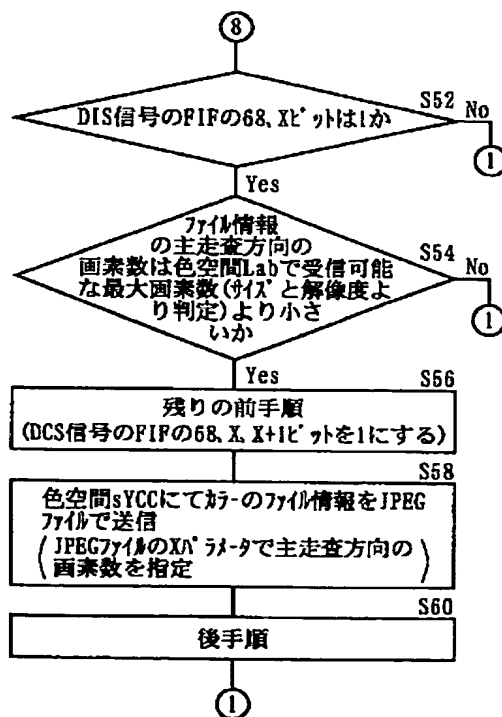 8
S52
DIS信号のFIFの68、Xビットは1か
No
1
Yes
S54
ファイル情報
の主走査方向の
画素数は色空間Labで受信可能
な最大画素数(サイズと解像度よ
り判定)より小さ
いか
No
1
Yes
S56
残りの前手順
(DCS信号のFIFの68、X、X+1ビットを1にする)
S58
色空間sYCCにてカラーのファイル情報をJPEG
ファイルで送信
(JPEGファイルのXパラメータで主走査方向の
画素数を指定)
S60
後手順
1